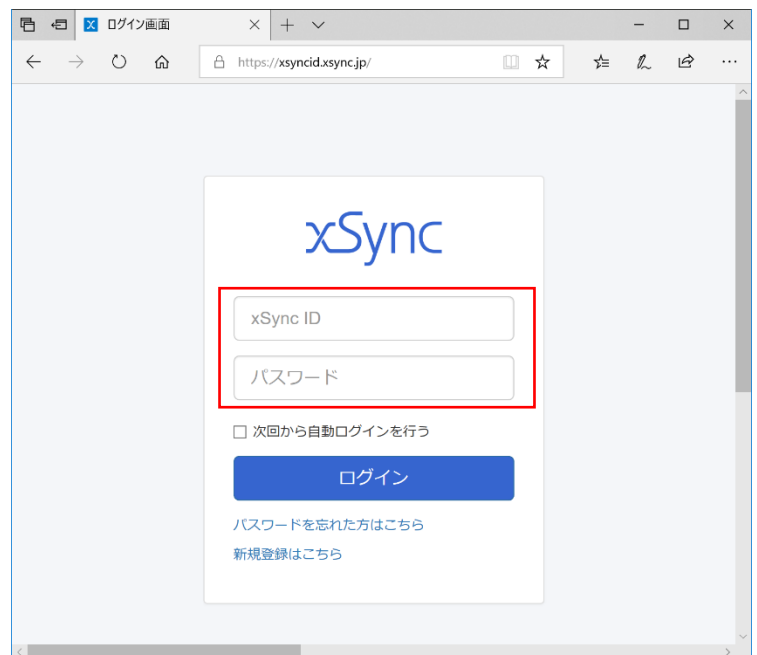 ログイン画面
https://xsyncid.xsync.jp/
xSync
xSync ID
パスワード
次回から自動ログインを行う
ログイン
パスワードを忘れた方はこちら
新規登録はこちら